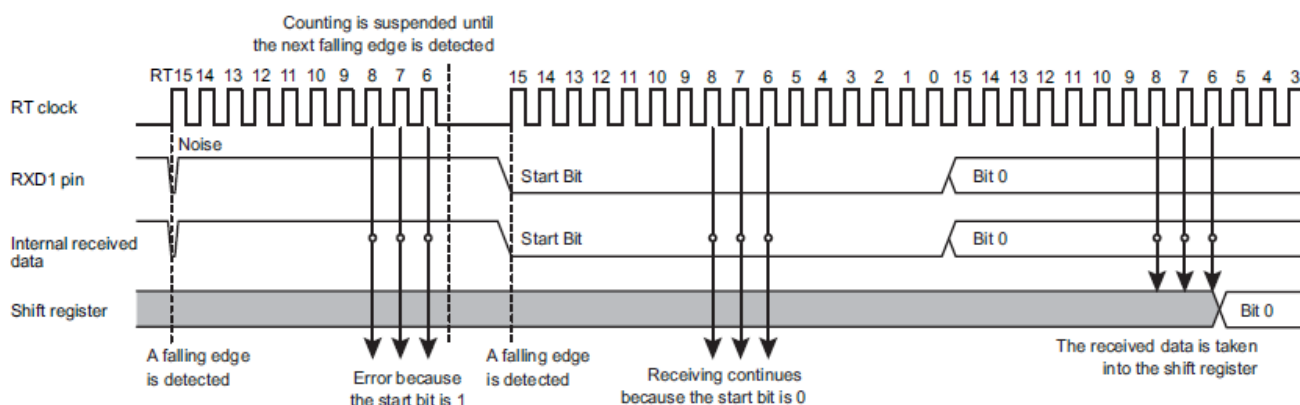 Counting is suspended until
the next falling edge is detected
RT15 14 13 12 11 10 9 8 7 6 15 14 13 12 11 10 9 8 7 6 5 4 3 2 1 0 15 14 13 12 11 10 9 8 7 6 5 4 3
RT clock
Noise
RXD1 pin Start Bit Bit 0
Internal received
data
Start Bit Bit 0
Shift register Bit 0
A falling edge
is detected
Error because
the start bit is 1
A falling edge
is detected
Receiving continues
because the start bit is 0
The received data is taken
into the shift register